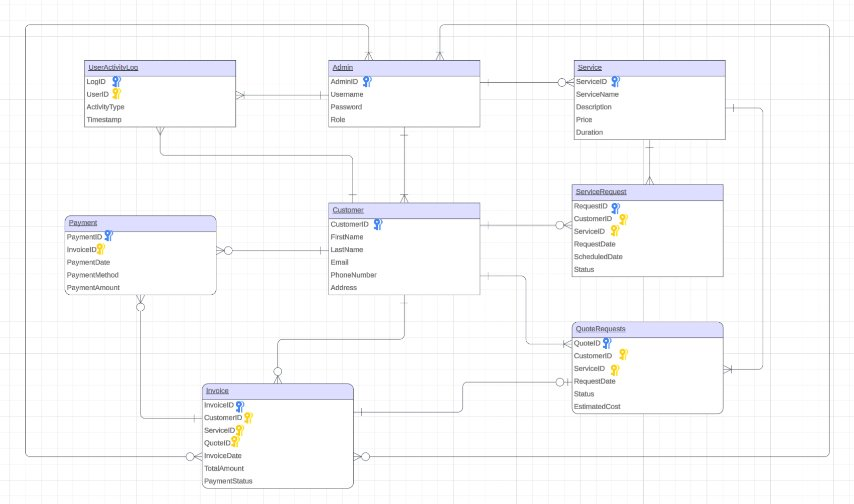 UserActivityLog
LogID
UserID
ActivityType
Timestamp
Admin
AdminID
Username
Password
Role
Service
ServiceID
ServiceName
Description
Price
Duration
Payment
PaymentID
InvoiceID
PaymentDate
PaymentMethod
PaymentAmount
Customer
CustomerID
FirstName
LastName
Email
PhoneNumber
Address
ServiceRequest
RequestID
CustomerID
ServiceID
RequestDate
ScheduledDate
Status
QuoteRequests
QuoteID
CustomerID
ServiceID
RequestDate
Status
EstimatedCost
Invoice
InvoiceID
CustomerID
ServiceID
QuoteID
InvoiceDate
TotalAmount
PaymentStatus